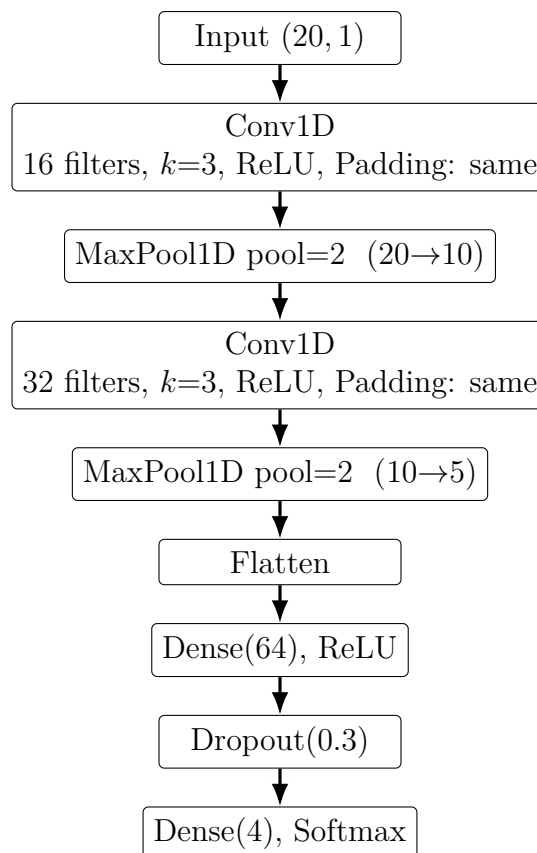 Input (20, 1)
Conv1D
16 filters, k=3, ReLU, Padding: same
MaxPool1D pool=2 (20→10)
Conv1D
32 filters, k=3, ReLU, Padding: same
MaxPool1D pool=2 (10→5)
Flatten
Dense(64), ReLU
Dropout(0.3)
Dense(4), Softmax